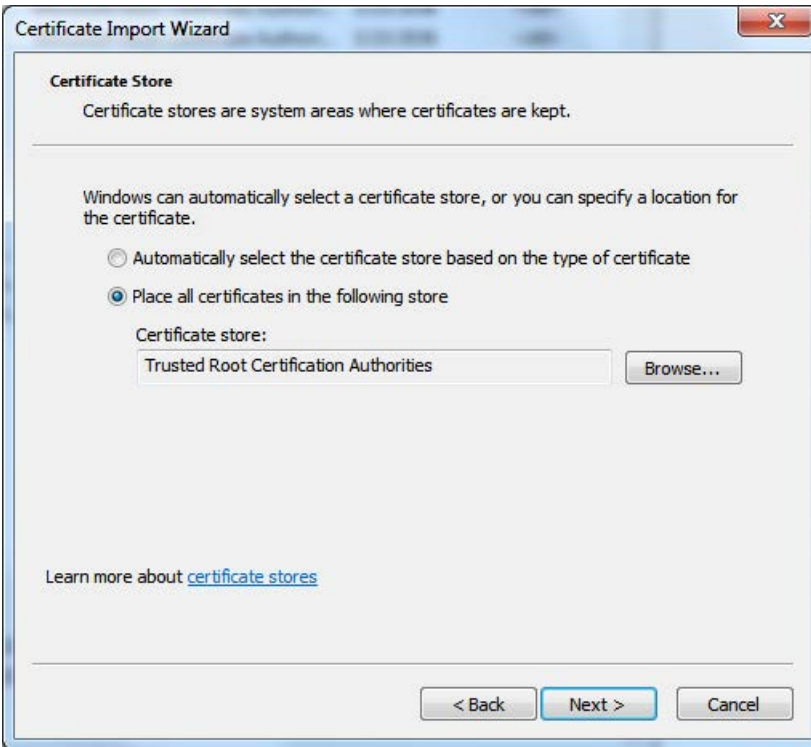 Certificate Import Wizard
Certificate Store
Certificate stores are system areas where certificates are kept.
Windows can automatically select a certificate store, or you can specify a location for
the certificate.
Automatically select the certificate store based on the type of certificate
Place all certificates in the following store
Certificate store:
Trusted Root Certification Authorities
Browse...
Learn more about certificate stores
< Back
Next >
Cancel